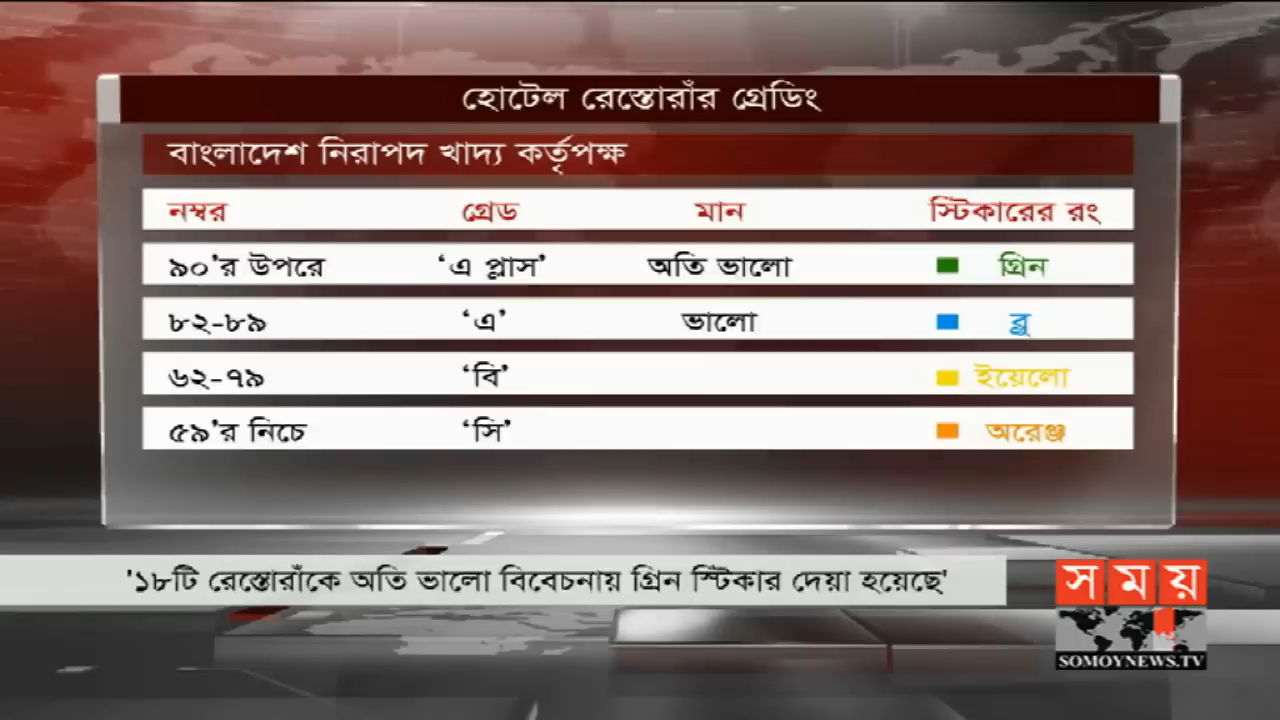 হোটেল রেস্তোরাঁর গ্রেডিং
বাংলাদেশ নিরাপদ খাদ্য কর্তৃপক্ষ
নম্বর গ্রেড মান স্টিকারের রং
৯০’র উপরে ‘এ প্লাস’ অতি ভালো গ্রিন
৮২-৮৯ ‘এ’ ভালো ব্লু
৬২-৭৯ ‘বি’ ইয়েলো
৫৯’র নিচে ‘সি’ অরেঞ্জ
'১৮টি রেস্তোরাঁকে অতি ভালো বিবেচনায় গ্রিন স্টিকার দেয়া হয়েছে'
সময়
SOMOYNEWS.TV